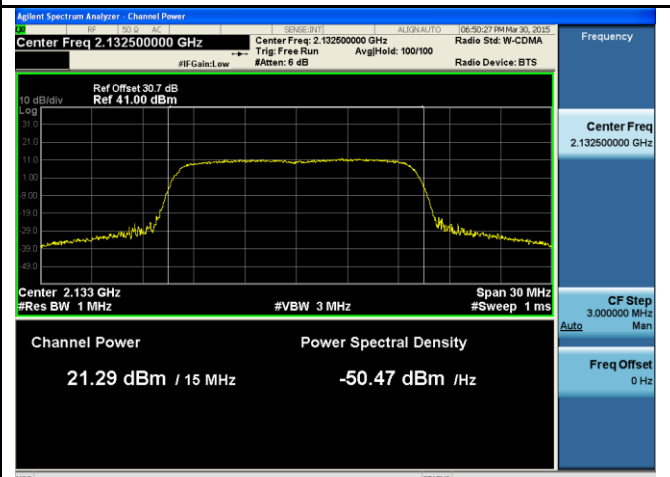 Agilent Spectrum Analyzer - Channel Power
RF 50 Ω AC SENSE:INT ALIGN AUTO 06:50:27 PM Mar 30, 2015
Center Freq 2.132500000 GHz
Center Freq: 2.132500000 GHz
Radio Std: W-CDMA
Trig: Free Run Avg|Hold: 100/100
#IFGain:Low #Atten: 6 dB Radio Device: BTS
Frequency
Ref Offset 30.7 dB
10 dB/div Ref 41.00 dBm
Log
31.0
21.0
11.0
1.00
-9.00
-19.0
-29.0
-39.0
-49.0
Center 2.133 GHz Span 30 MHz
#Res BW 1 MHz #VBW 3 MHz #Sweep 1 ms
Channel Power Power Spectral Density
21.29 dBm / 15 MHz -50.47 dBm /Hz
Center Freq
2.132500000 GHz
CF Step
3.000000 MHz
Auto Man
Freq Offset
0 Hz